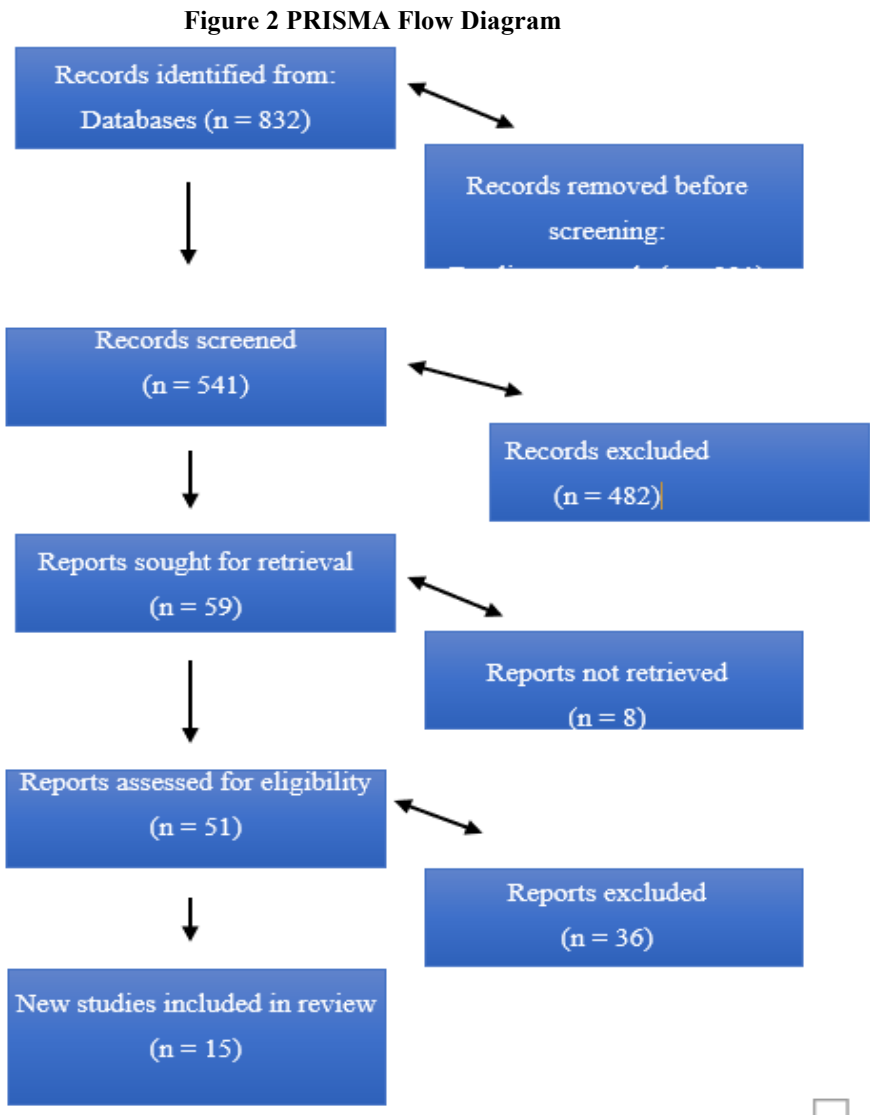 Figure 2 PRISMA Flow Diagram
Records identified from:
Databases (n = 832)
Records removed before
screening:
Records screened
(n = 541)
Records excluded
(n = 482)
Reports sought for retrieval
(n = 59)
Reports not retrieved
(n = 8)
Reports assessed for eligibility
(n = 51)
Reports excluded
(n = 36)
New studies included in review
(n = 15)